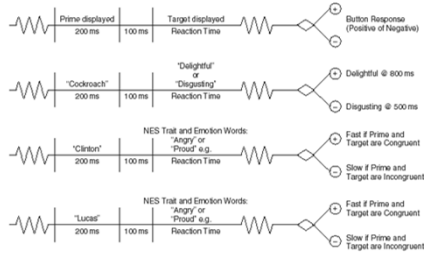 Prime displayed
Target displayed
200 ms
100 ms
Reaction Time
+
Button Response
(Positive of Negative)
−
"Cockroach"
"Delightful"
or
"Disgusting"
200 ms
100 ms
Reaction Time
+
Delightful @ 800 ms
−
Disgusting @ 500 ms
NES Trait and Emotion Words:
"Clinton"
"Angry" or
"Proud" e.g.
200 ms
100 ms
Reaction Time
+
Fast if Prime and
Target are Congruent
−
Slow if Prime and
Target are Incongruent
NES Trait and Emotion Words:
"Lucas"
"Angry" or
"Proud" e.g.
200 ms
100 ms
Reaction Time
+
Fast if Prime and
Target are Congruent
−
Slow if Prime and
Target are Incongruent